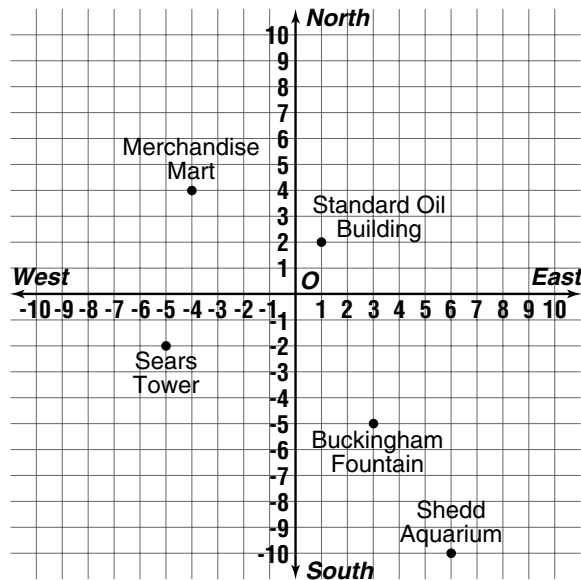 North
10
9
8
7
6
5
4
3
2
1
Merchandise
Mart
Standard Oil
Building
West
O
East
-10 -9 -8 -7 -6 -5 -4 -3 -2 -1 1 2 3 4 5 6 7 8 9 10
-1
-2
-3
-4
-5
-6
-7
-8
-9
-10
Sears
Tower
Buckingham
Fountain
Shedd
Aquarium
South